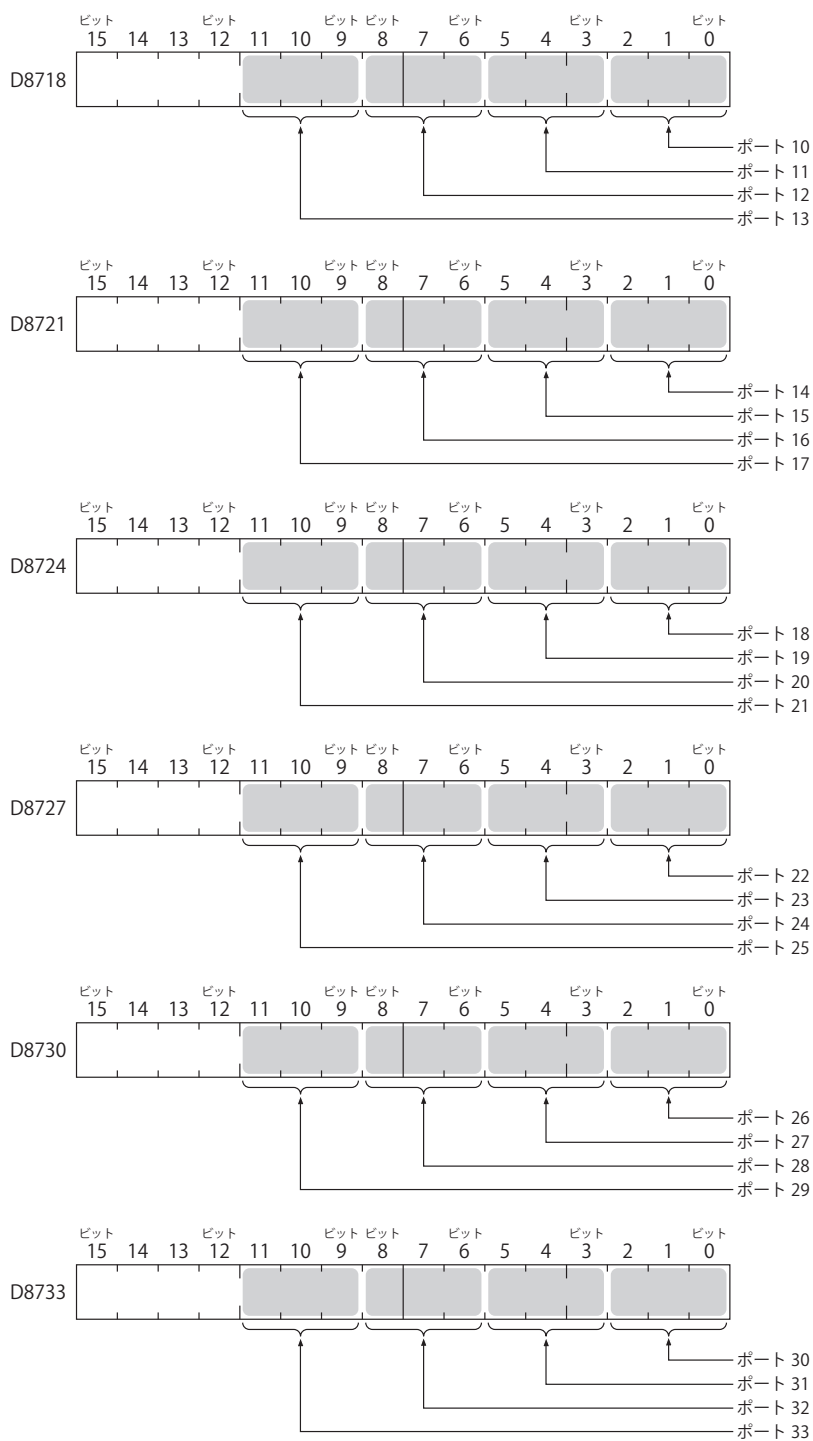 ビット ビット ビット ビット ビット ビット ビット
15 14 13 12 11 10 9 8 7 6 5 4 3 2 1 0
D8718
ポート 10
ポート 11
ポート 12
ポート 13
ビット ビット ビット ビット ビット ビット ビット
15 14 13 12 11 10 9 8 7 6 5 4 3 2 1 0
D8721
ポート 14
ポート 15
ポート 16
ポート 17
ビット ビット ビット ビット ビット ビット ビット
15 14 13 12 11 10 9 8 7 6 5 4 3 2 1 0
D8724
ポート 18
ポート 19
ポート 20
ポート 21
ビット ビット ビット ビット ビット ビット ビット
15 14 13 12 11 10 9 8 7 6 5 4 3 2 1 0
D8727
ポート 22
ポート 23
ポート 24
ポート 25
ビット ビット ビット ビット ビット ビット ビット
15 14 13 12 11 10 9 8 7 6 5 4 3 2 1 0
D8730
ポート 26
ポート 27
ポート 28
ポート 29
ビット ビット ビット ビット ビット ビット ビット
15 14 13 12 11 10 9 8 7 6 5 4 3 2 1 0
D8733
ポート 30
ポート 31
ポート 32
ポート 33